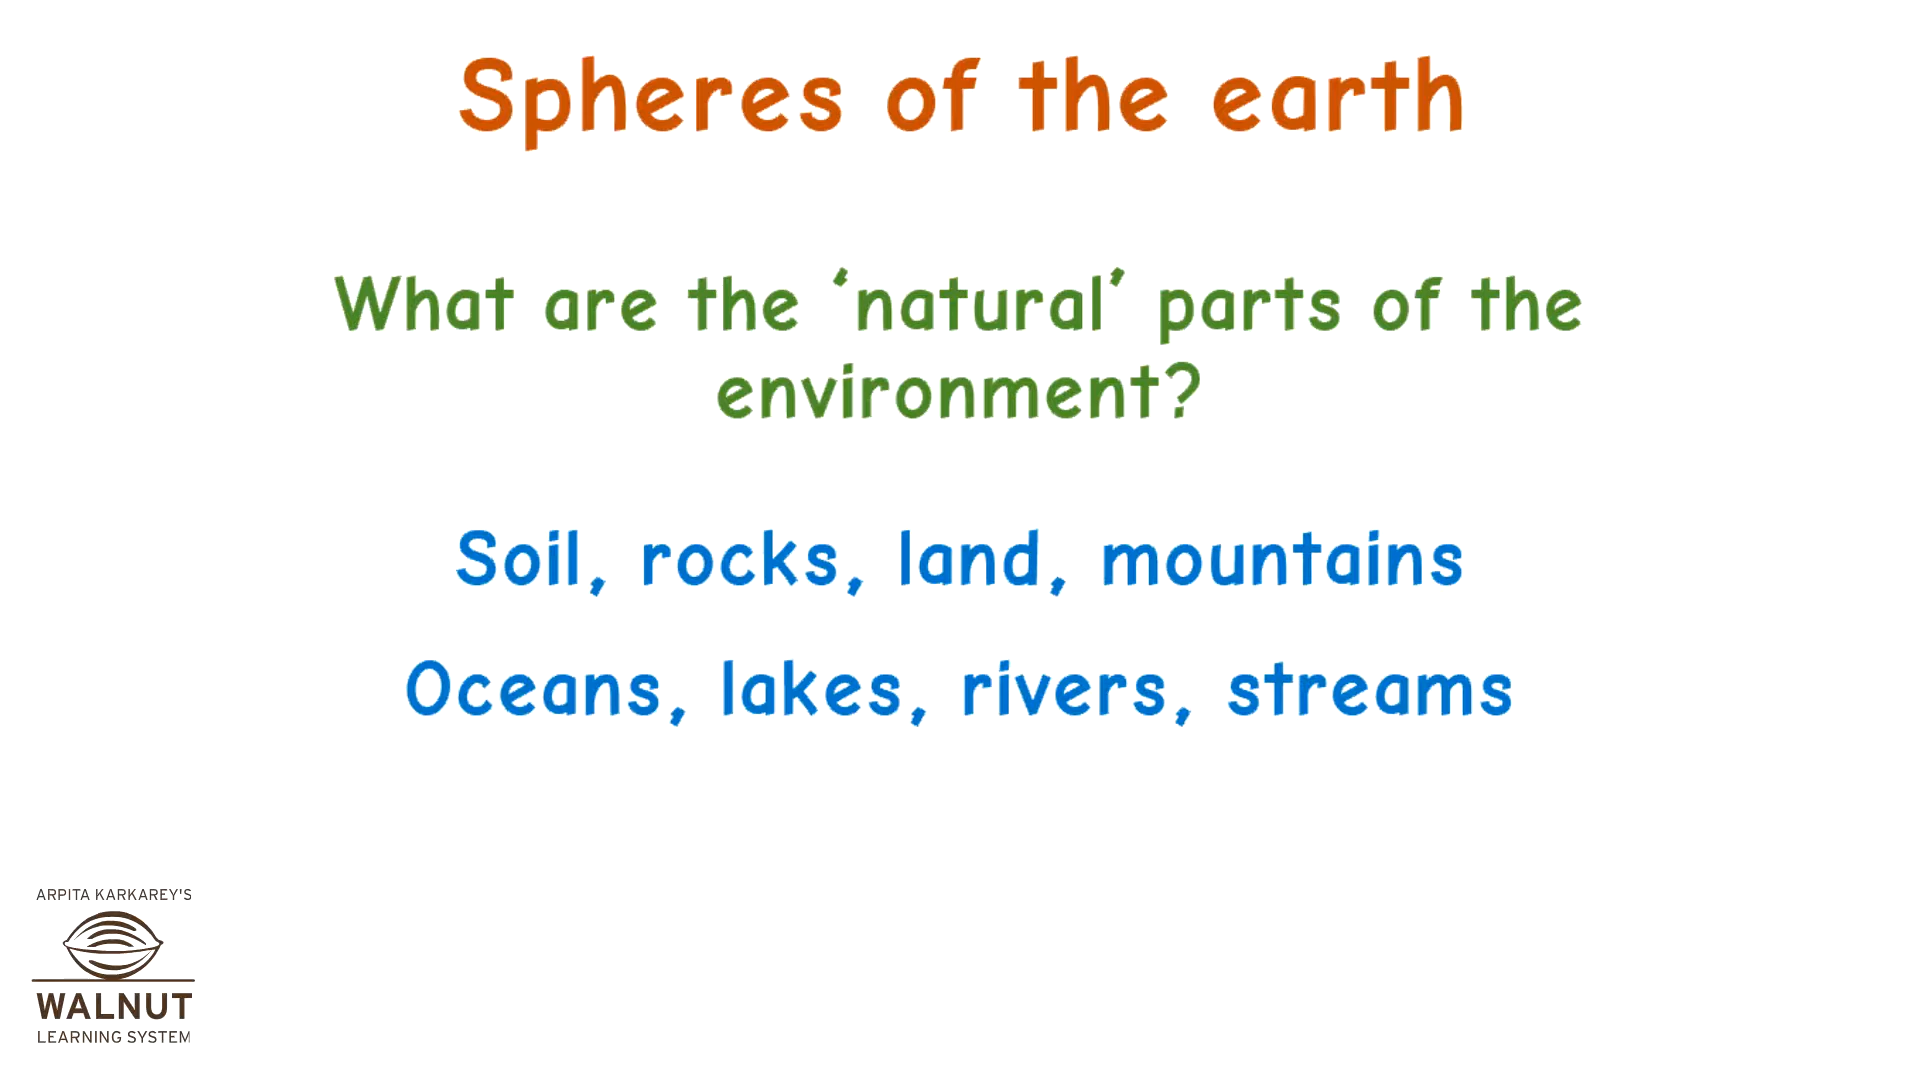 Spheres of the earth
What are the ‘natural’ parts of the
environment?
Soil, rocks, land, mountains
Oceans, lakes, rivers, streams
ARPITA KARKAREY'S
WALNUT
LEARNING SYSTEM